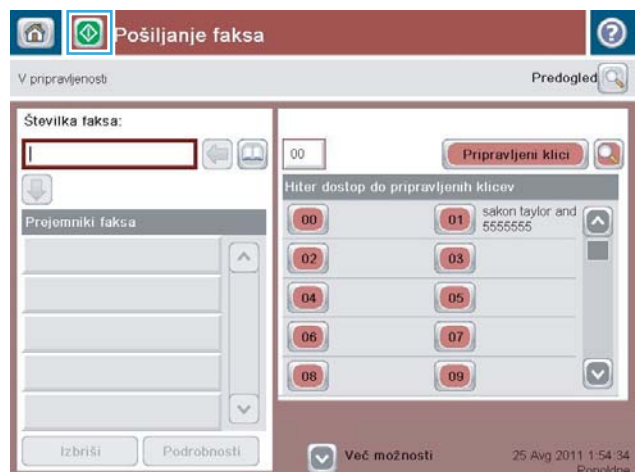 Pošiljanje faksa
V pripravljenosti
Predogled
Številka faksa:
00
Pripravljeni klici
Hiter dostop do pripravljenih klicev
Prejemniki faksa
00
01 sakon taylor and
5555555
02 03
04 05
06 07
08 09
Izbriši Podrobnosti
Več možnosti
25 Avg 2011 1:54:34
Popoldne